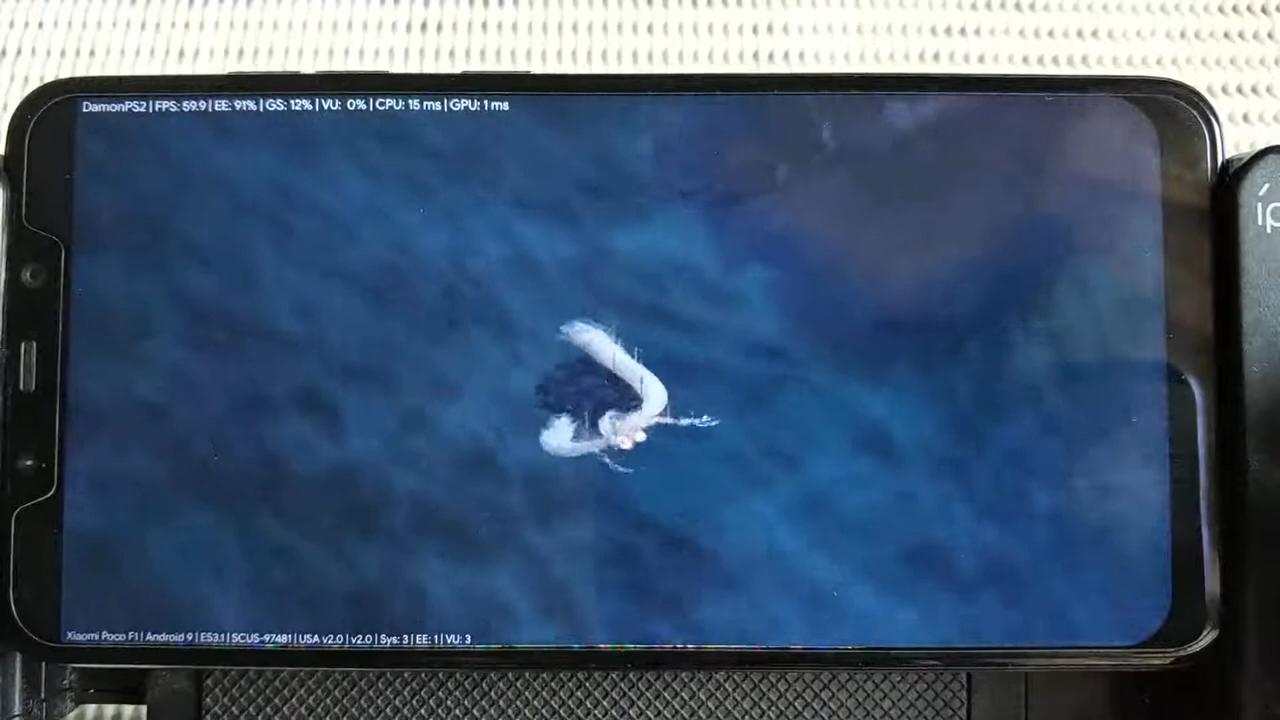 DamonPS2 | FPS: 59.9 | EE: 91% | GS: 12% | VU: 0% | CPU: 15 ms | GPU: 1 ms
íp
Xiaomi Poco F1 | Android 9 | ES3.1 | SCUS-97481 | USA v2.0 | v2.0 | Sys: 3 | EE: 1 | VU: 3